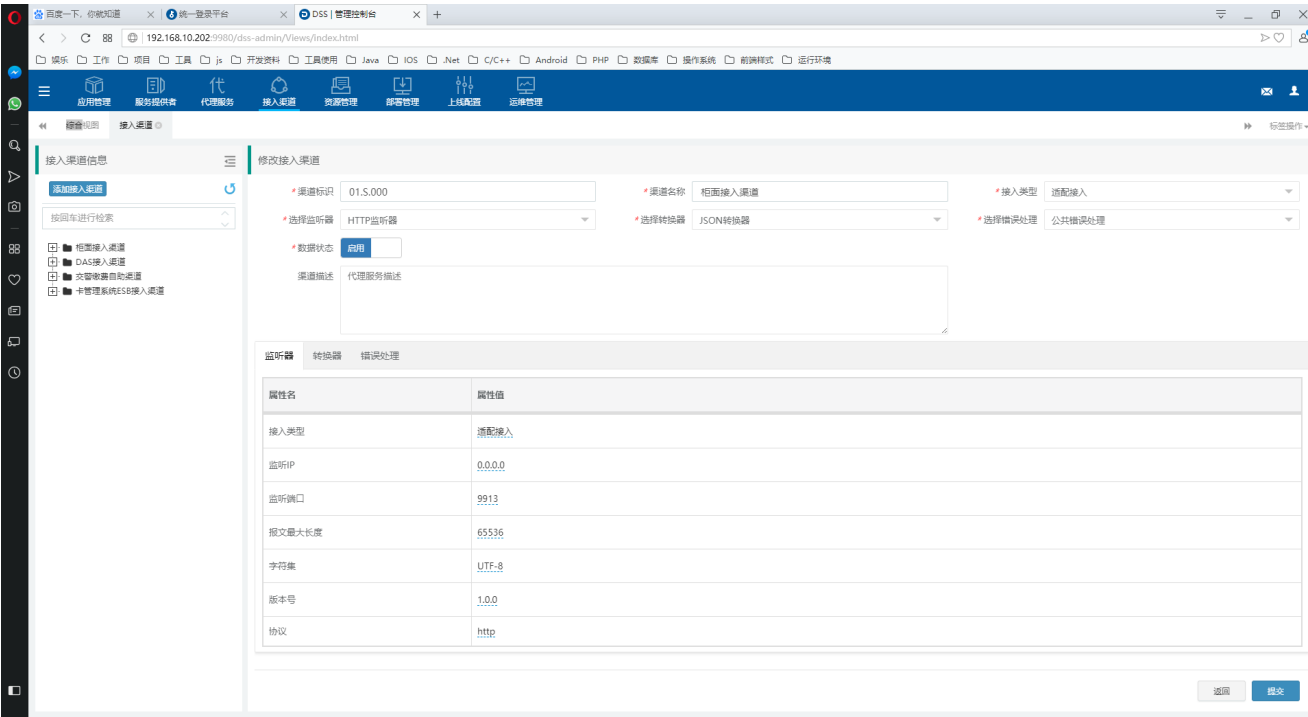 百度一下，你就知道 统一登录平台 DSS | 管理控制台
192.168.10.202:9980/dss-admin/Views/index.html
娱乐 工作 项目 工具 js 开发资料 工具使用 Java IOS .Net C/C++ Android PHP 数据库 操作系统 前端样式 运行环境
应用管理 服务提供者 代理服务 接入渠道 资源管理 部署管理 上线配置 运维管理
综合视图 接入渠道 标签操作
接入渠道信息 修改接入渠道
添加接入渠道
按回车进行检索
柜面接入渠道
DAS接入渠道
交警缴费自助渠道
卡管理系统ESB接入渠道
*渠道标识 01.S.000 *渠道名称 柜面接入渠道 *接入类型 适配接入
*选择监听器 HTTP监听器 *选择转换器 JSON转换器 *选择错误处理 公共错误处理
*数据状态 启用
渠道描述 代理服务描述
监听器 转换器 错误处理
属性名 属性值
接入类型 适配接入
监听IP 0.0.0.0
监听端口 9913
报文最大长度 65536
字符集 UTF-8
版本号 1.0.0
协议 http
返回 提交